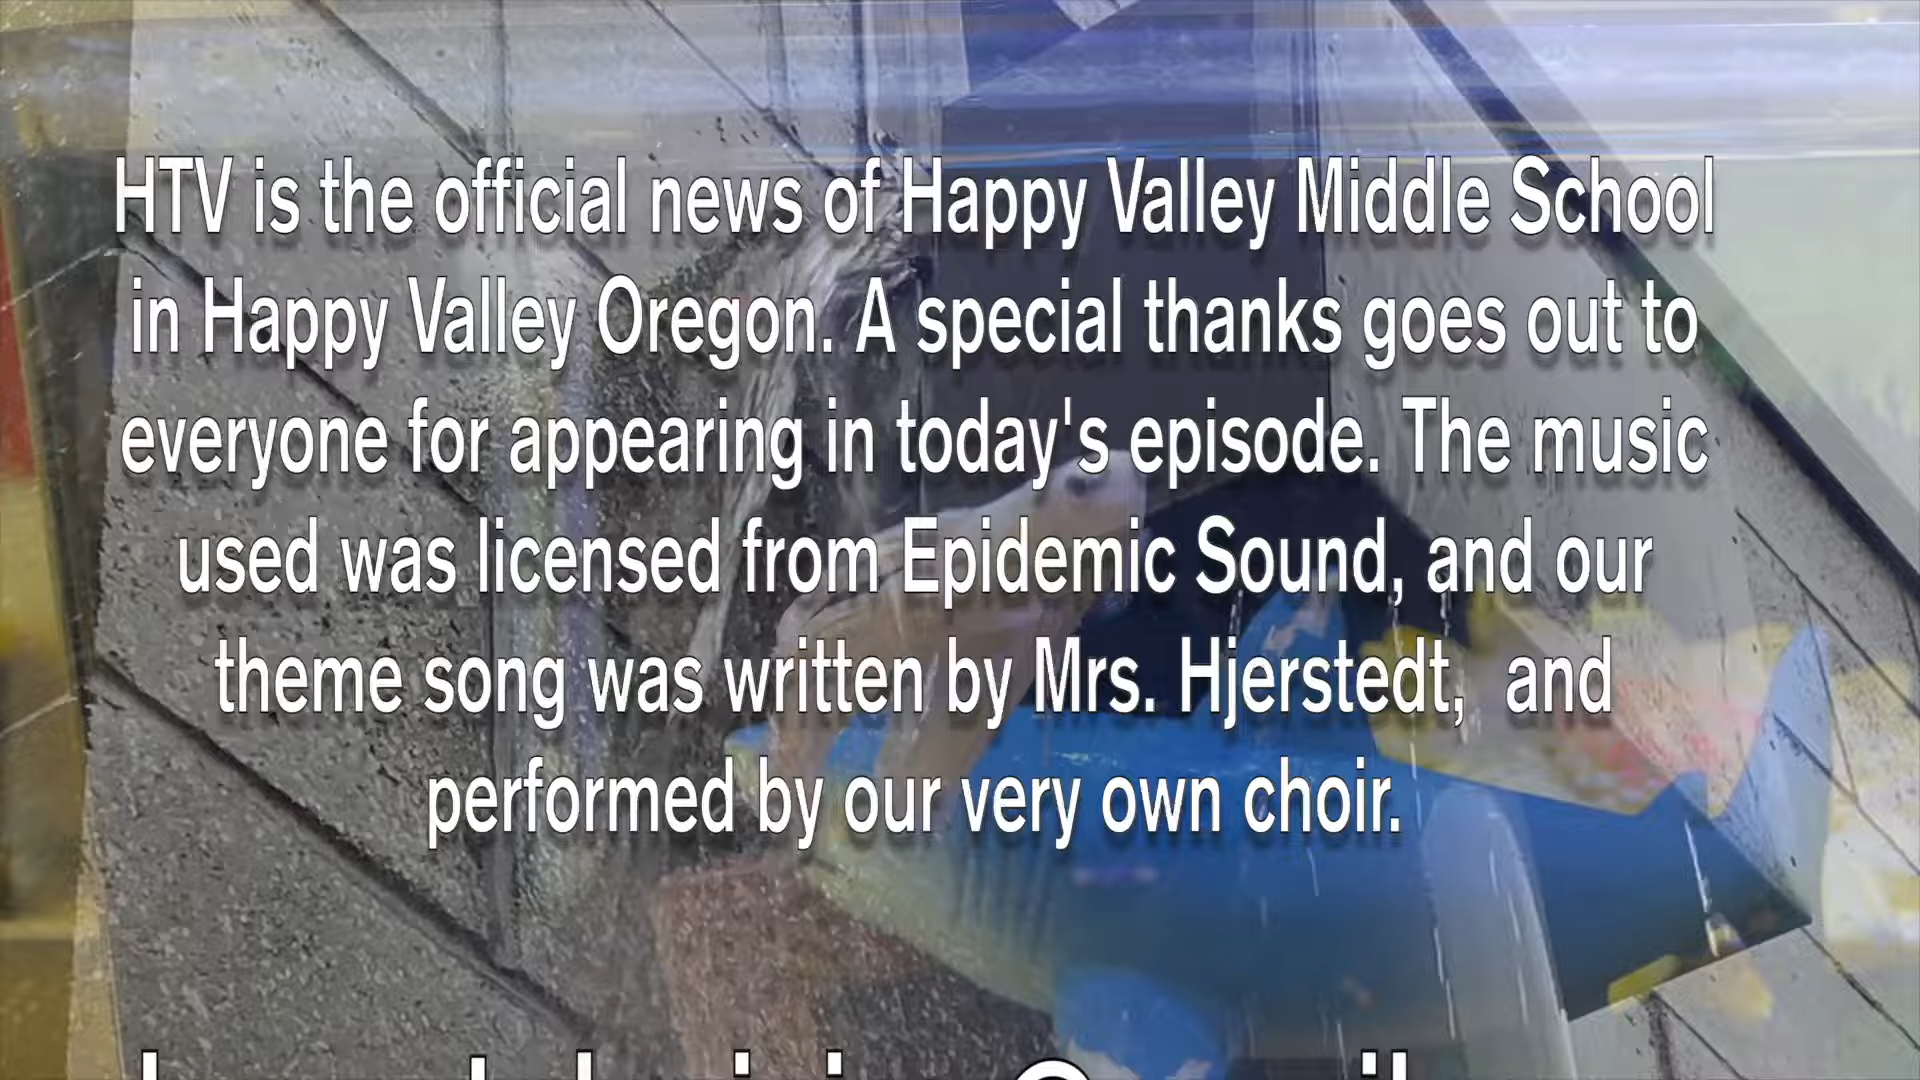 HTV is the official news of Happy Valley Middle School
in Happy Valley Oregon. A special thanks goes out to
everyone for appearing in today's episode. The music
used was licensed from Epidemic Sound, and our
theme song was written by Mrs. Hjerstedt,  and
performed by our very own choir.